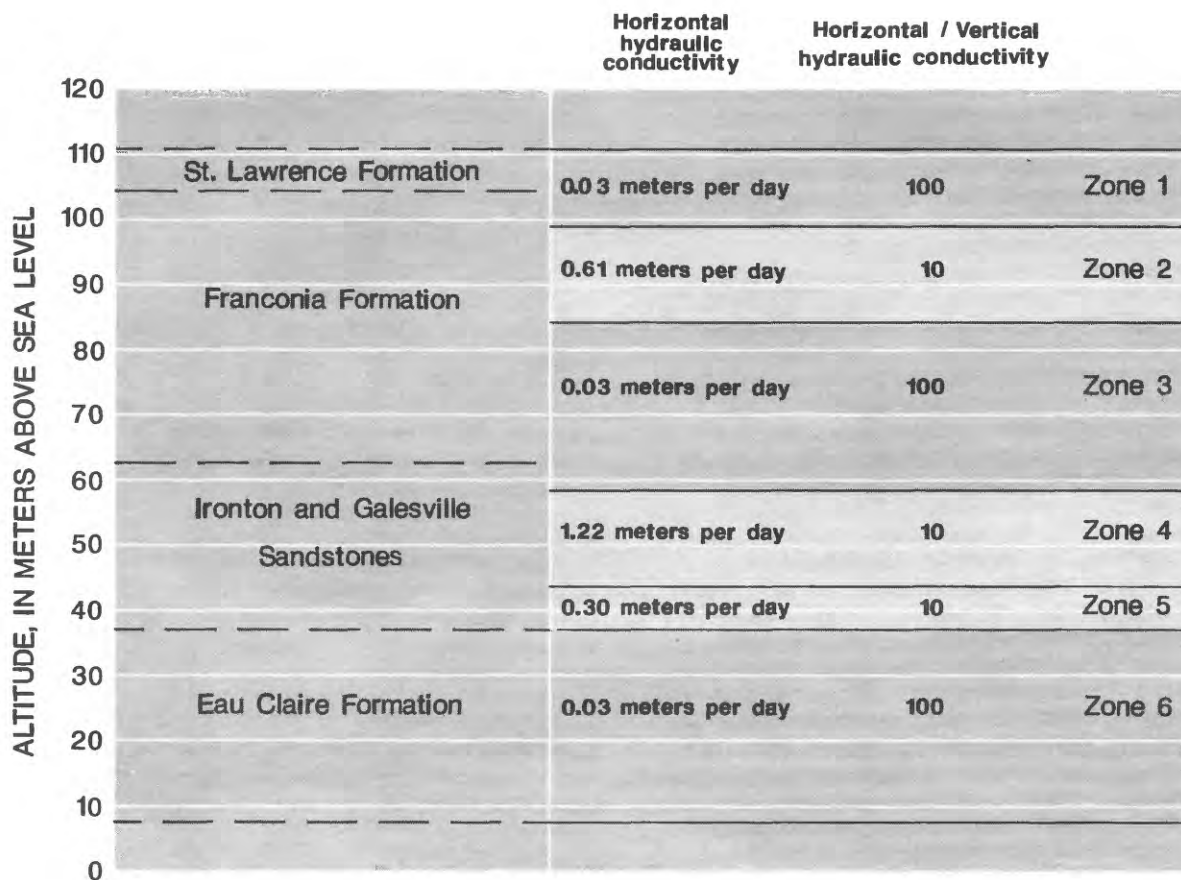 Horizontal
hydraulic
conductivity
Horizontal / Vertical
hydraulic conductivity
ALTITUDE, IN METERS ABOVE SEA LEVEL
120
110
St. Lawrence Formation
0.03 meters per day 100 Zone 1
100
90
0.61 meters per day 10 Zone 2
Franconia Formation
80
0.03 meters per day 100 Zone 3
70
60
Ironton and Galesville
Sandstones
1.22 meters per day 10 Zone 4
50
40
0.30 meters per day 10 Zone 5
30
Eau Claire Formation
0.03 meters per day 100 Zone 6
20
10
0